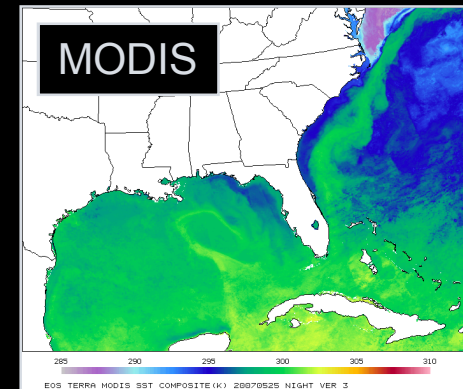 MODIS
285 290 295 300 305 310
EOS TERRA MODIS SST COMPOSITE(K) 20070525 NIGHT VER 3